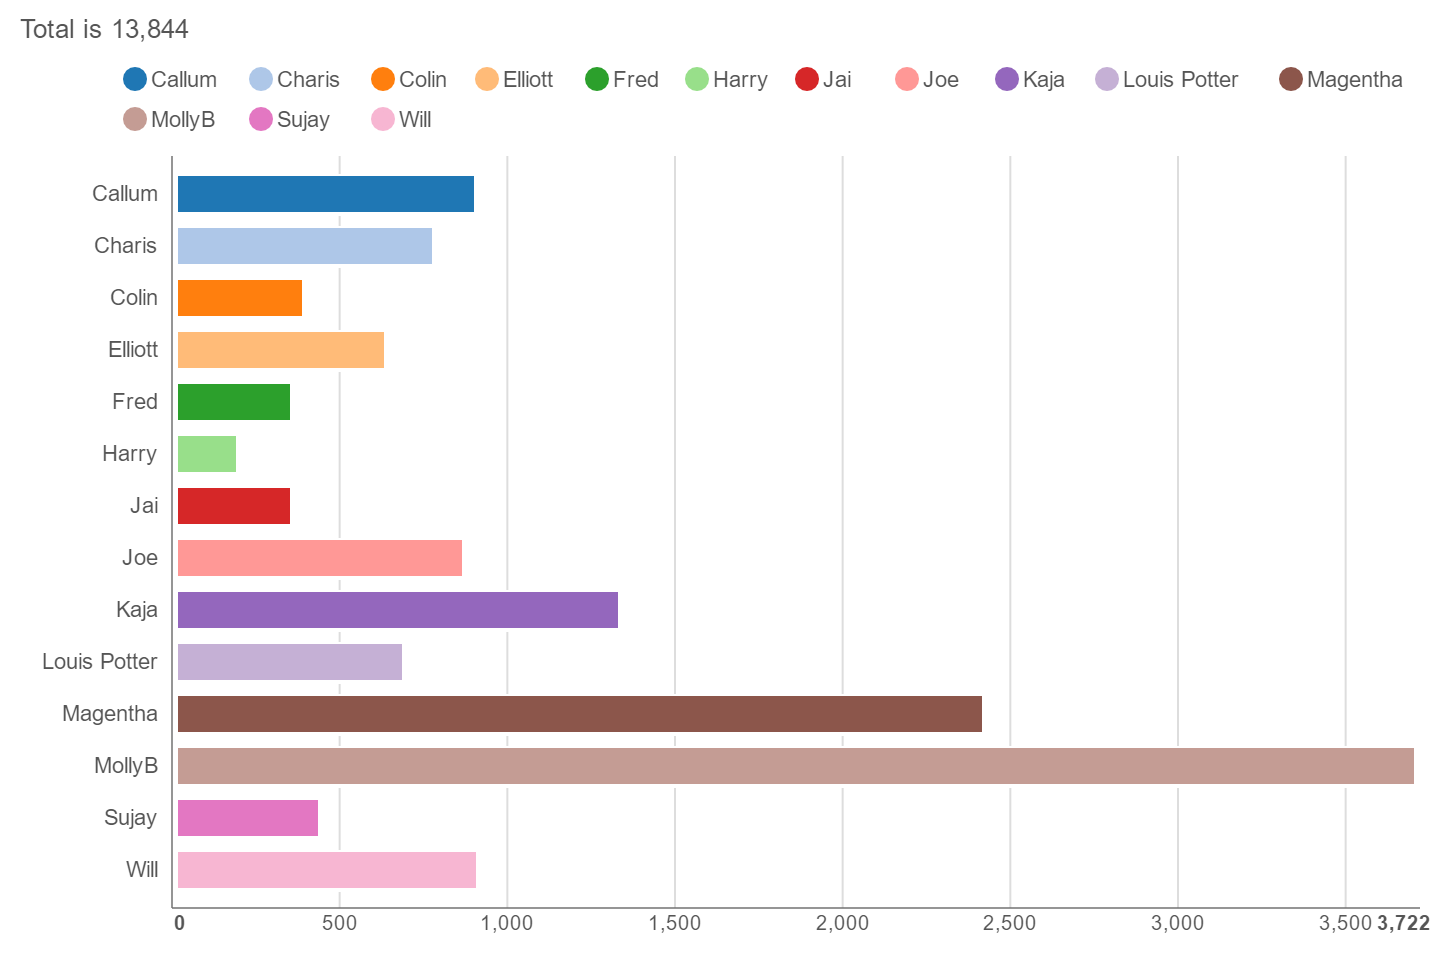 Total is 13,844
Callum Charis Colin Elliott Fred Harry Jai Joe Kaja Louis Potter Magentha
MollyB Sujay Will
Callum
Charis
Colin
Elliott
Fred
Harry
Jai
Joe
Kaja
Louis Potter
Magentha
MollyB
Sujay
Will
0 500 1,000 1,500 2,000 2,500 3,000 3,500 3,722